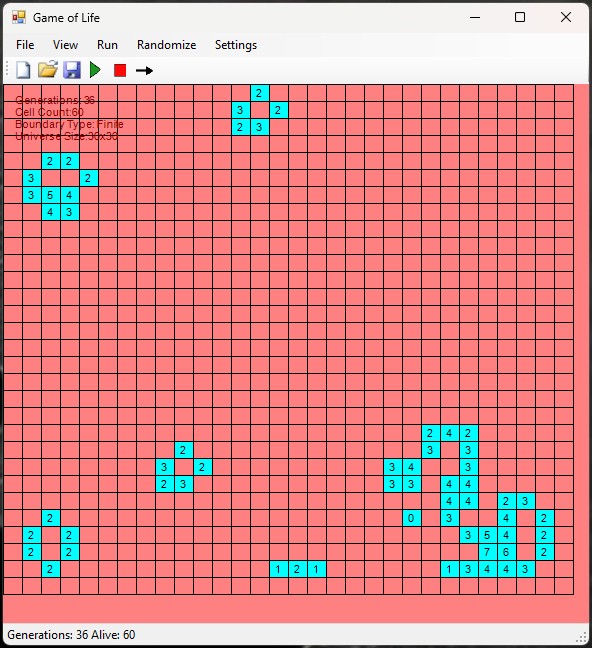 Game of Life
File View Run Randomize Settings
Generations: 36
Cell Count:60
Boundary Type: Finite
Universe Size:30x30
2
3 2
2 3
2 2
3 2
3 5 4
4 3
2 4 2
2 3 3
3 2 3 4 3
2 3 3 3 4 4
4 4 2 3
2 0 3 4 2
2 2 3 5 4 2
2 2 7 6 2
2 1 2 1 1 3 4 4 3
Generations: 36 Alive: 60